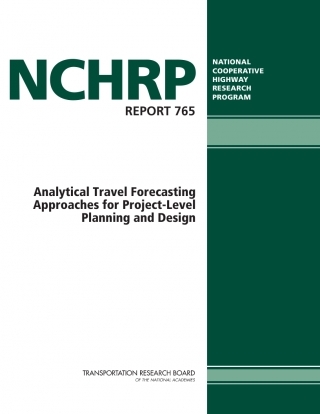 NCHRP
REPORT 765
NATIONAL
COOPERATIVE
HIGHWAY
RESEARCH
PROGRAM
Analytical Travel Forecasting
Approaches for Project-Level
Planning and Design
TRANSPORTATION RESEARCH BOARD
OF THE NATIONAL ACADEMIES